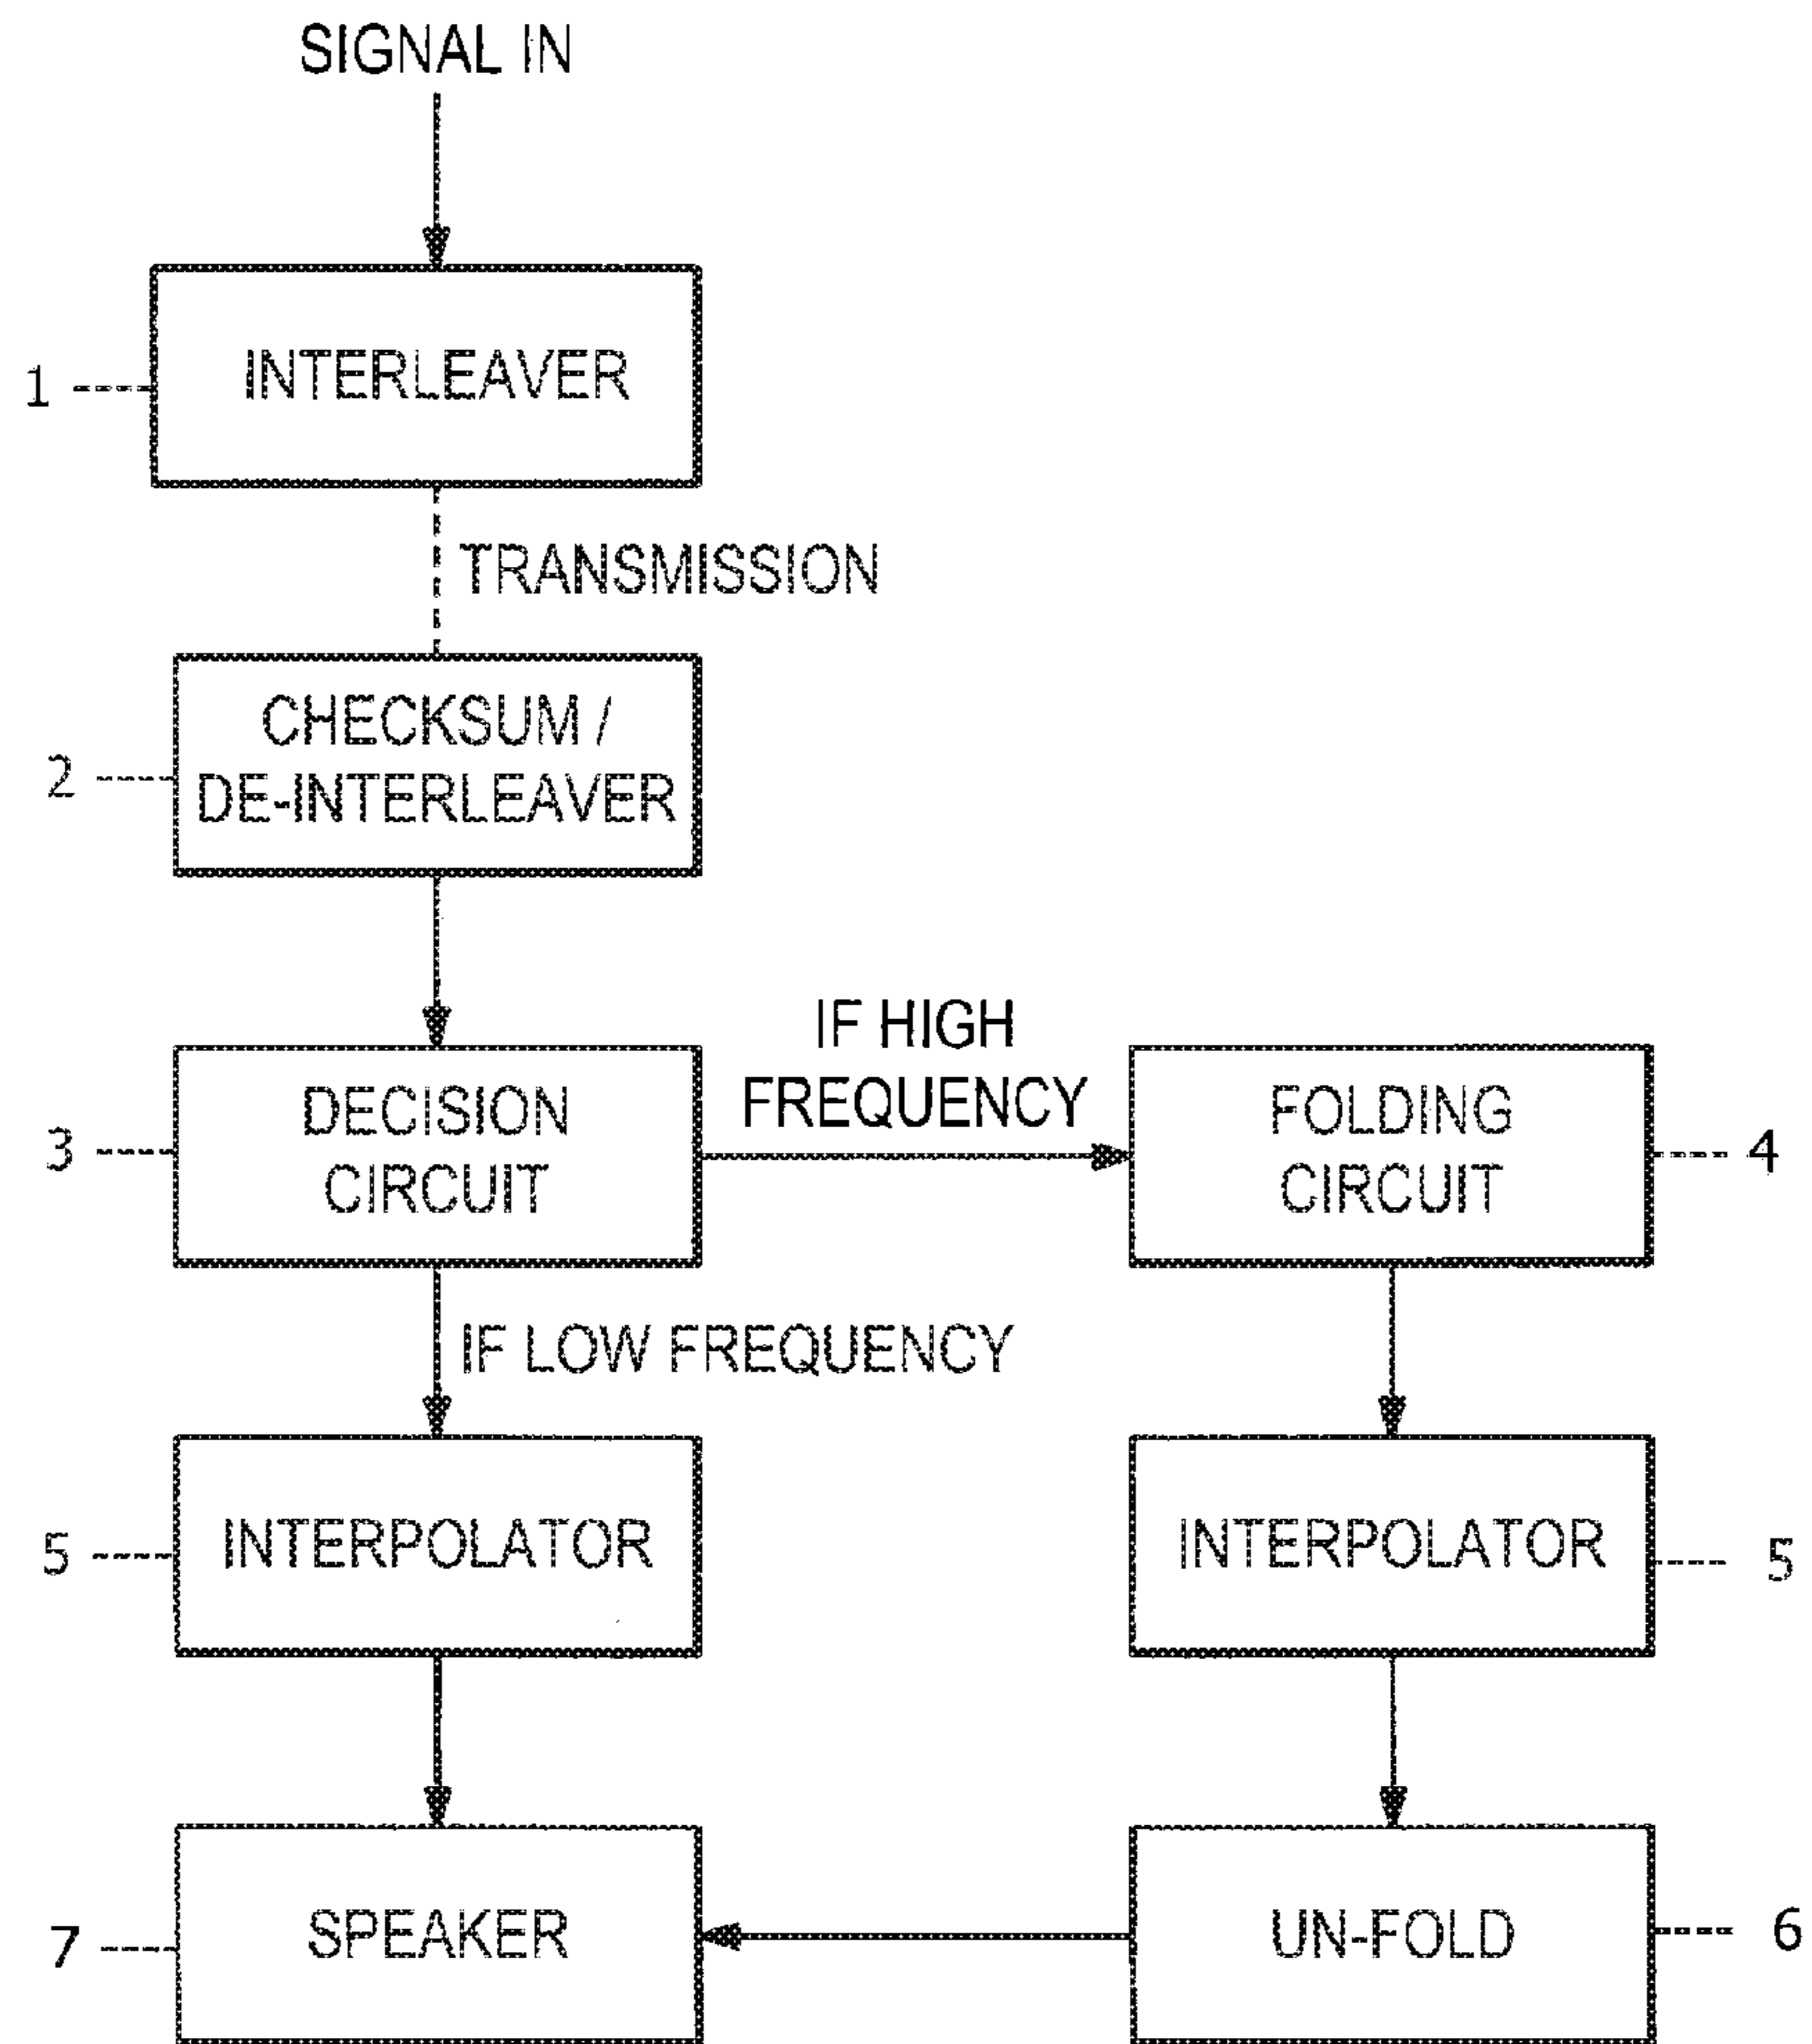 SIGNAL IN
1
INTERLEAVER
TRANSMISSION
2
CHECKSUM /
DE-INTERLEAVER
3
DECISION
CIRCUIT
IF HIGH
FREQUENCY
FOLDING
CIRCUIT
4
IF LOW FREQUENCY
5
INTERPOLATOR
INTERPOLATOR
5
7
SPEAKER
UN-FOLD
6